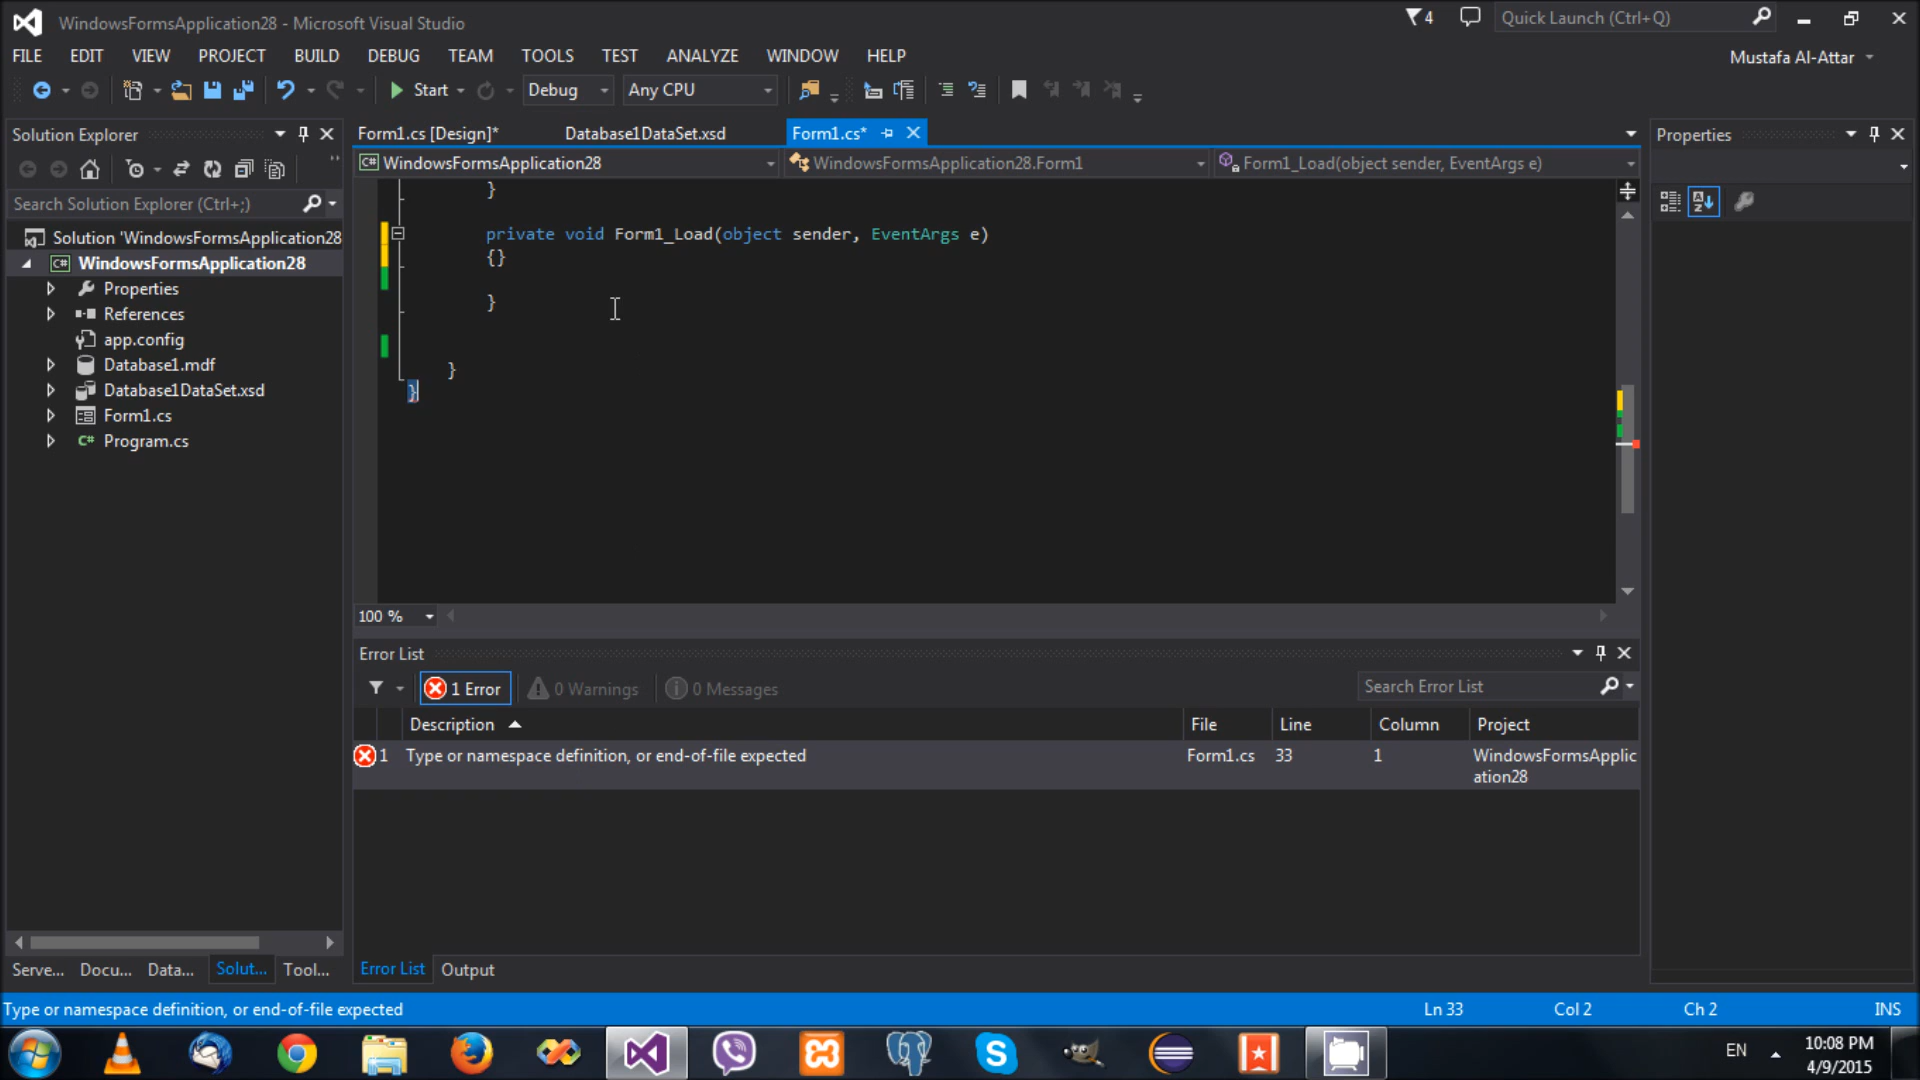 WindowsFormsApplication28 - Microsoft Visual Studio
4
Quick Launch (Ctrl+Q)
FILE EDIT VIEW PROJECT BUILD DEBUG TEAM TOOLS TEST ANALYZE WINDOW HELP
Mustafa Al-Attar
Start
Debug
Any CPU
Solution Explorer
Form1.cs [Design]*
Database1DataSet.xsd
Form1.cs*
Properties
C# WindowsFormsApplication28
WindowsFormsApplication28.Form1
Form1_Load(object sender, EventArgs e)
Search Solution Explorer (Ctrl+;)
Solution 'WindowsFormsApplication28
C# WindowsFormsApplication28
Properties
References
app.config
Database1.mdf
Database1DataSet.xsd
Form1.cs
C# Program.cs
}
private void Form1_Load(object sender, EventArgs e)
{}
}
}
}
100 %
Error List
1 Error
0 Warnings
0 Messages
Search Error List
Description File Line Column Project
1 Type or namespace definition, or end-of-file expected Form1.cs 33 1 WindowsFormsApplic
ation28
Serve... Docu... Data... Solut... Tool...
Error List Output
Type or namespace definition, or end-of-file expected
Ln 33 Col 2 Ch 2 INS
EN
10:08 PM
4/9/2015